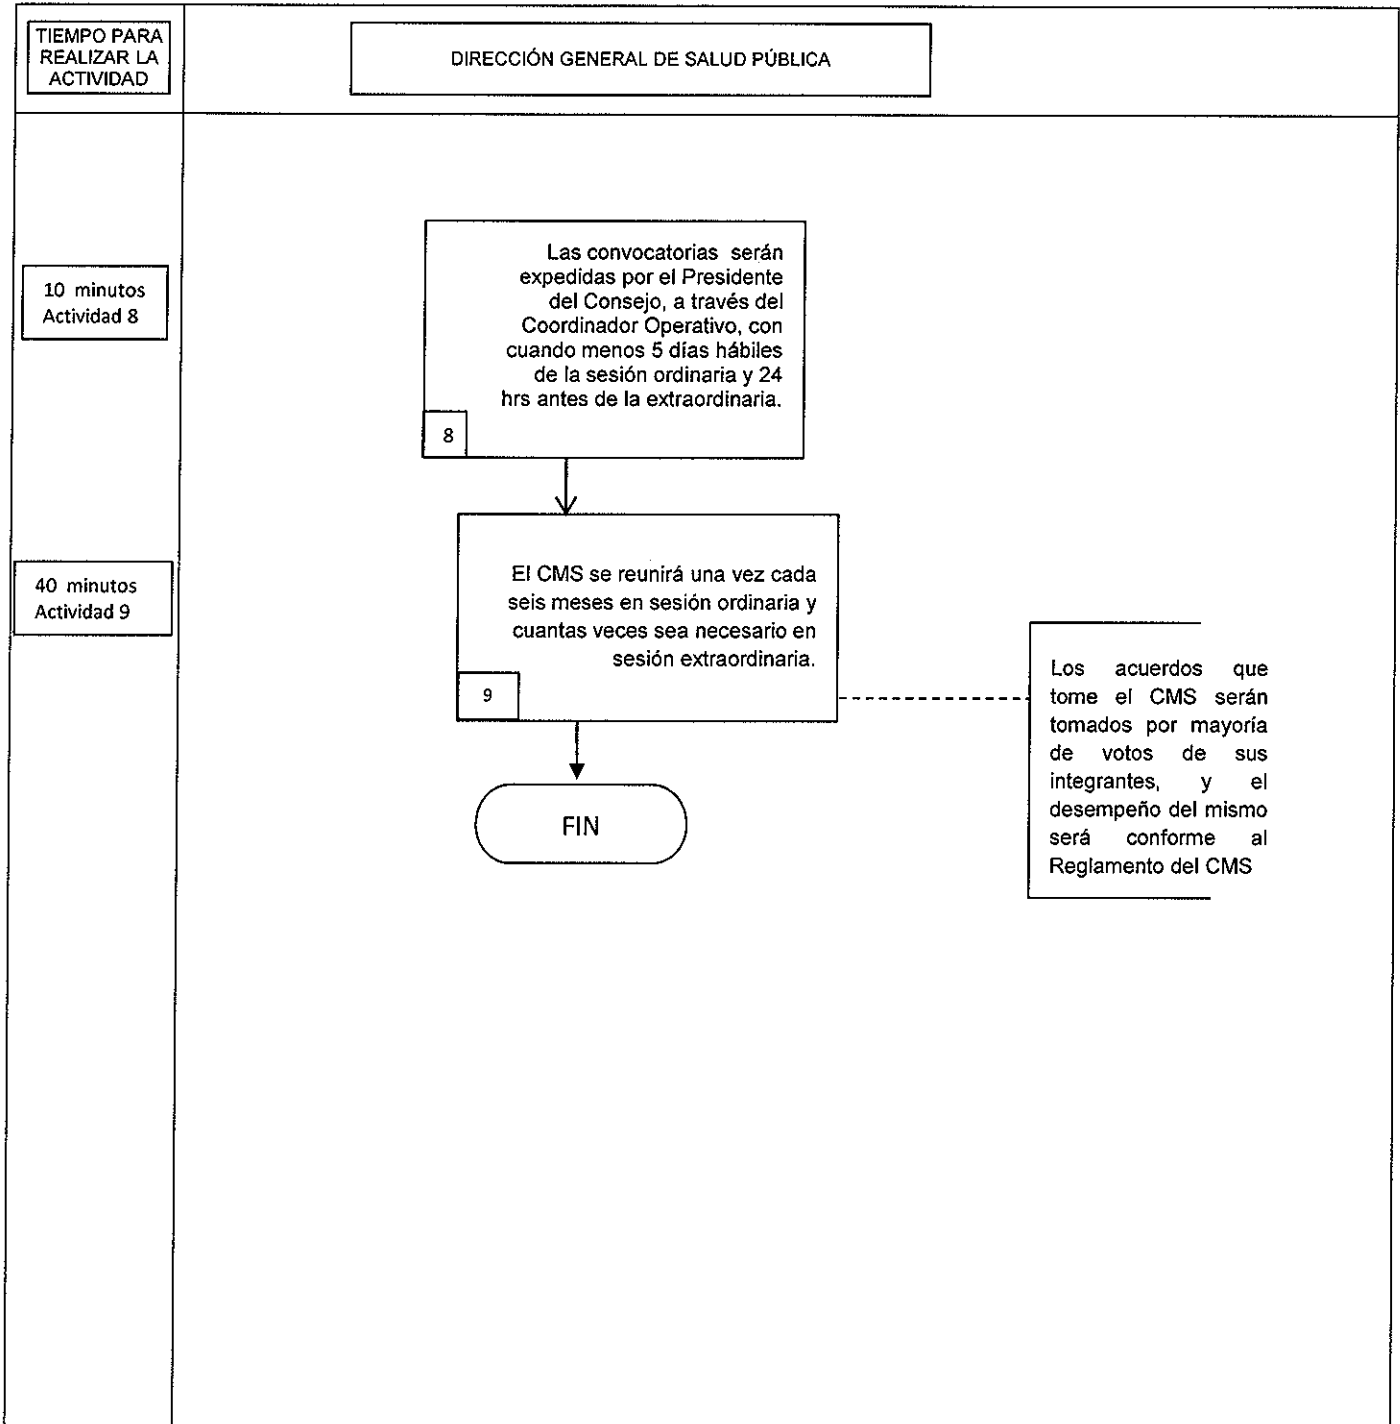 TIEMPO PARA
REALIZAR LA
ACTIVIDAD
DIRECCIÓN GENERAL DE SALUD PÚBLICA
10 minutos
Actividad 8
Las convocatorias serán
expedidas por el Presidente
del Consejo, a través del
Coordinador Operativo, con
cuando menos 5 días hábiles
de la sesión ordinaria y 24
hrs antes de la extraordinaria.
8
40 minutos
Actividad 9
El CMS se reunirá una vez cada
seis meses en sesión ordinaria y
cuantas veces sea necesario en
sesión extraordinaria.
9
Los acuerdos que
tome el CMS serán
tomados por mayoría
de votos de sus
integrantes, y el
desempeño del mismo
será conforme al
Reglamento del CMS
FIN